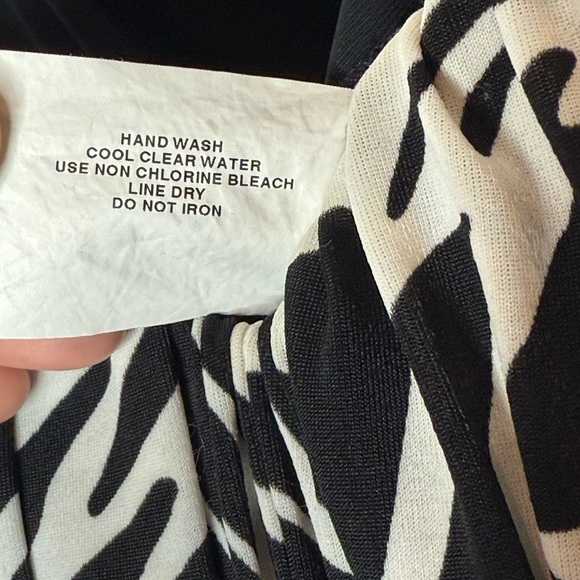 HAND WASH
COOL CLEAR WATER
USE NON CHLORINE BLEACH
LINE DRY
DO NOT IRON